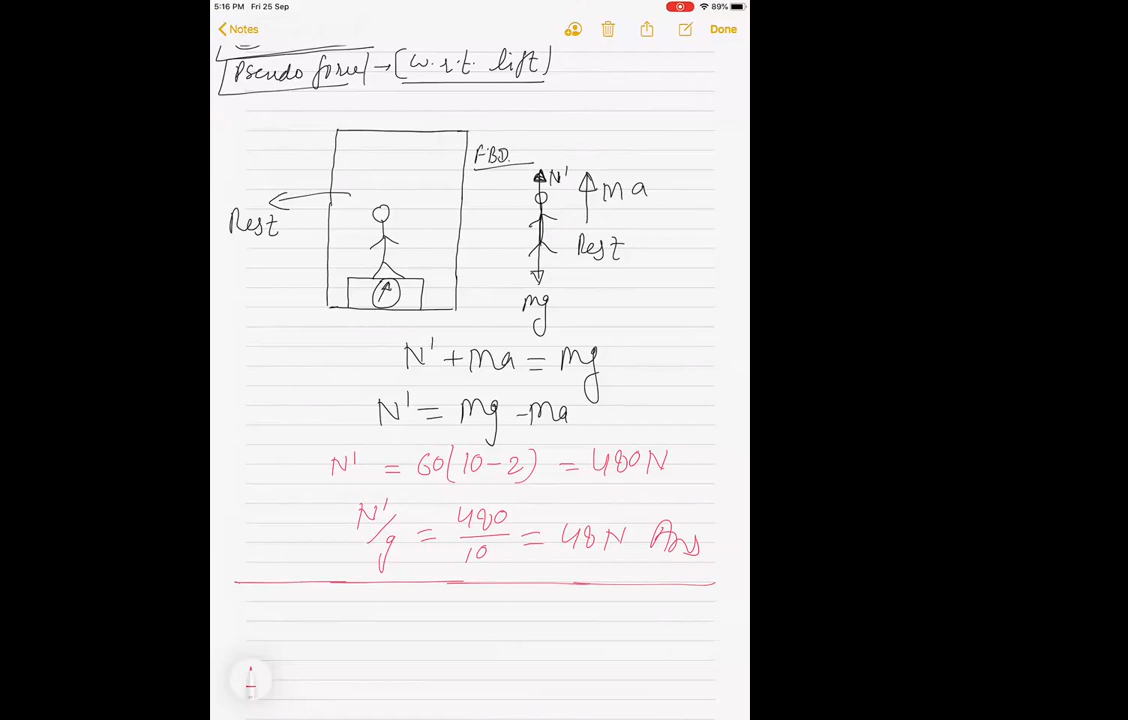 5:16 PM Fri 25 Sep
89%
Notes
Done
Pseudo force → (w.r.t. lift)
FBD
N'
ma
Rest
Rest
mg
N' + ma = mg
N' = mg - ma
N' = 60(10-2) = 480N
N'/g = 480/10 = 48N Ans